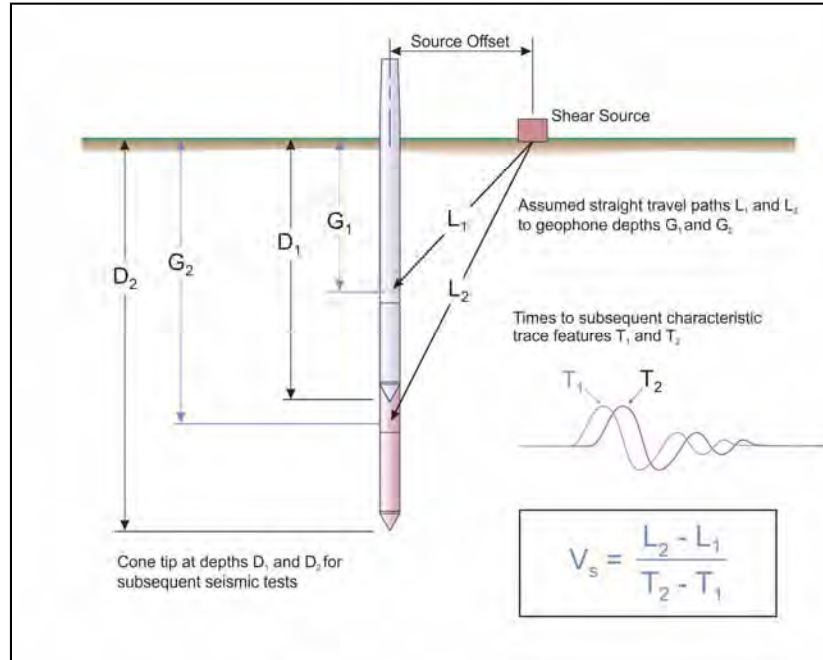 Source Offset
Shear Source
Assumed straight travel paths L₁ and L₂
to geophone depths G₁ and G₂
G₁
L₁
D₁
G₂
D₂
L₂
Times to subsequent characteristic
trace features T₁ and T₂
T₁
T₂
Cone tip at depths D₁ and D₂ for
subsequent seismic tests
Vₛ = (L₂ - L₁) / (T₂ - T₁)